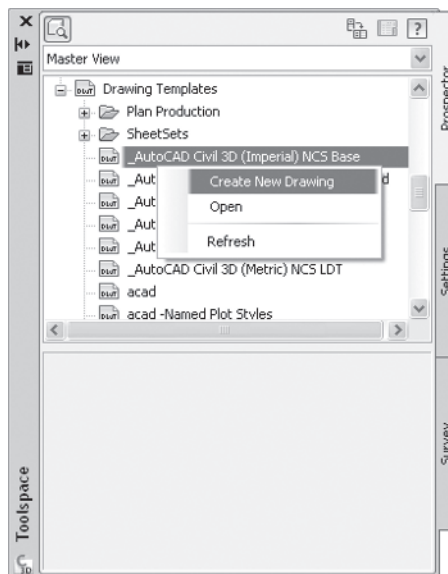 Master View
Drawing Templates
Plan Production
SheetSets
_AutoCAD Civil 3D (Imperial) NCS Base
_Aut
Create New Drawing
d
_Aut
Open
_Aut
_Aut
Refresh
_AutoCAD Civil 3D (Metric) NCS LDT
acad
acad -Named Plot Styles
Prospector
Settings
Survey
Toolspace